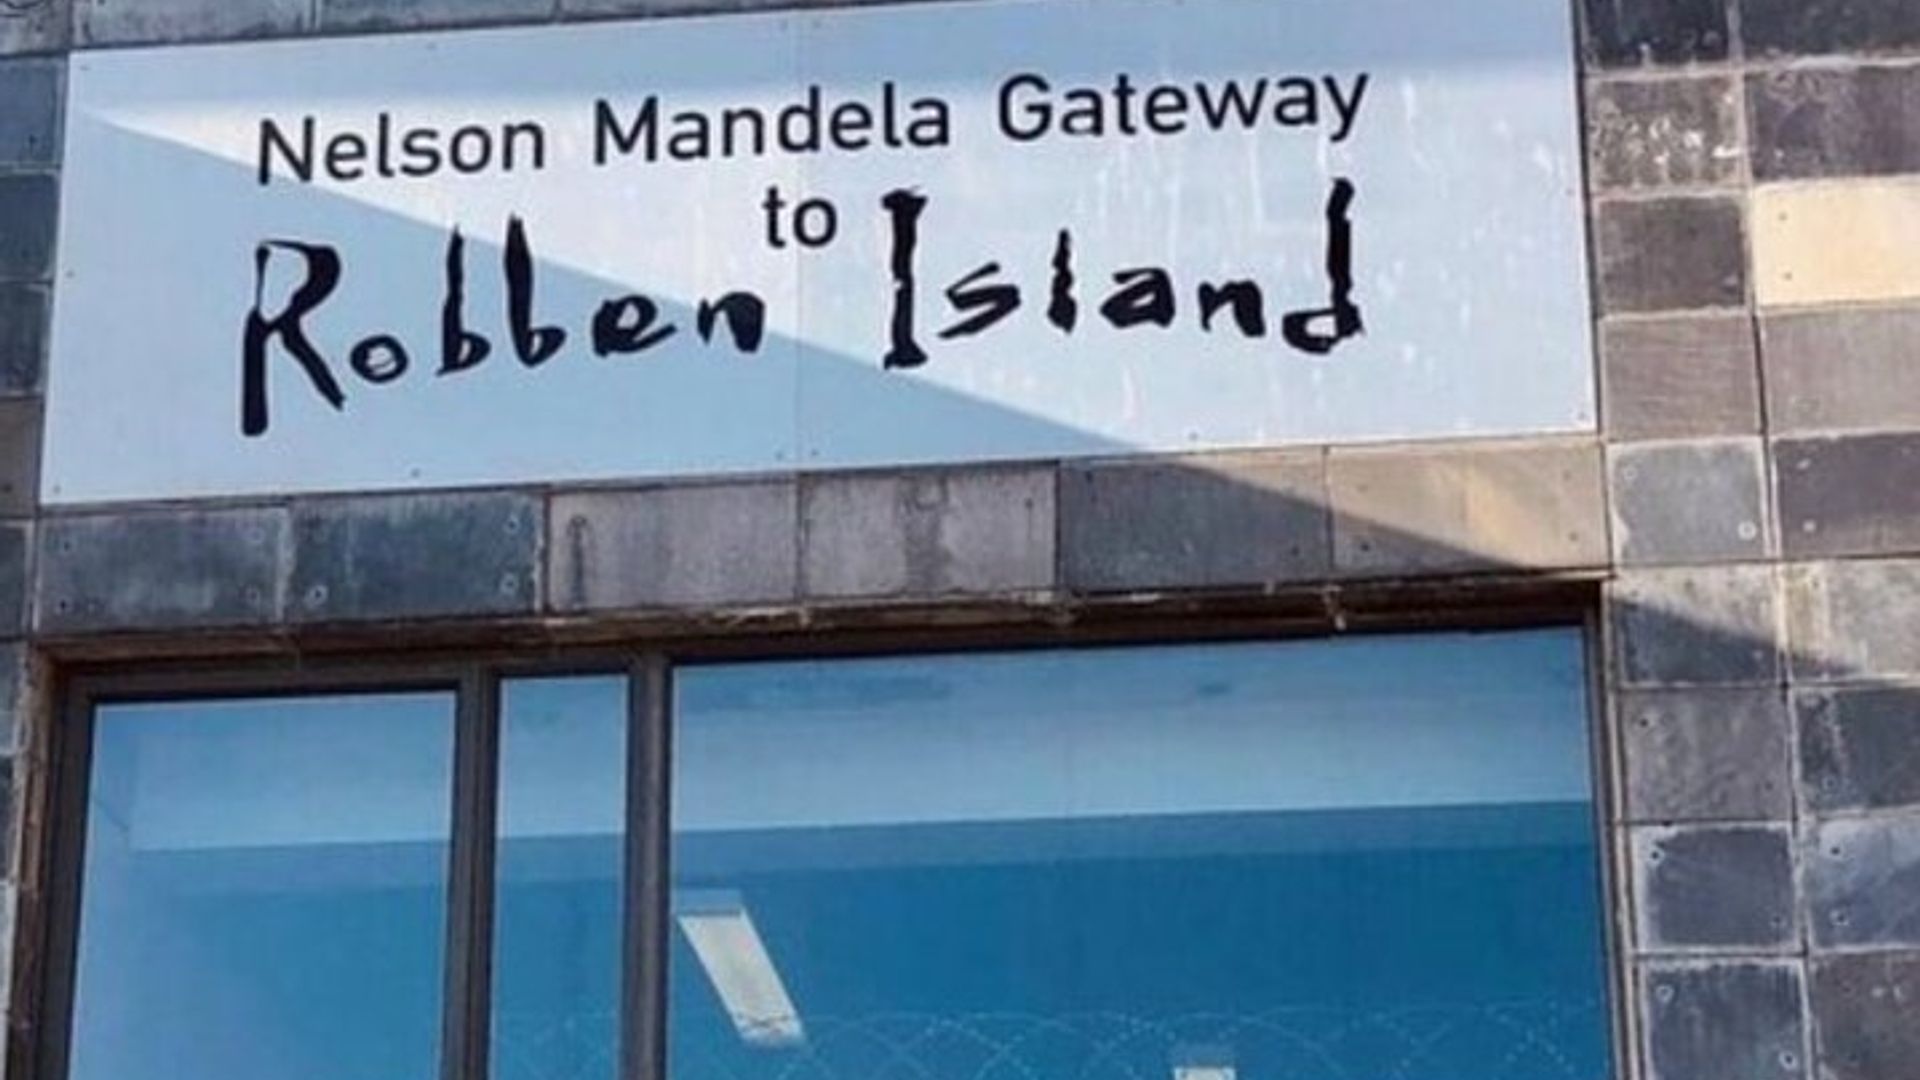 Nelson Mandela Gateway
to
Robben Island